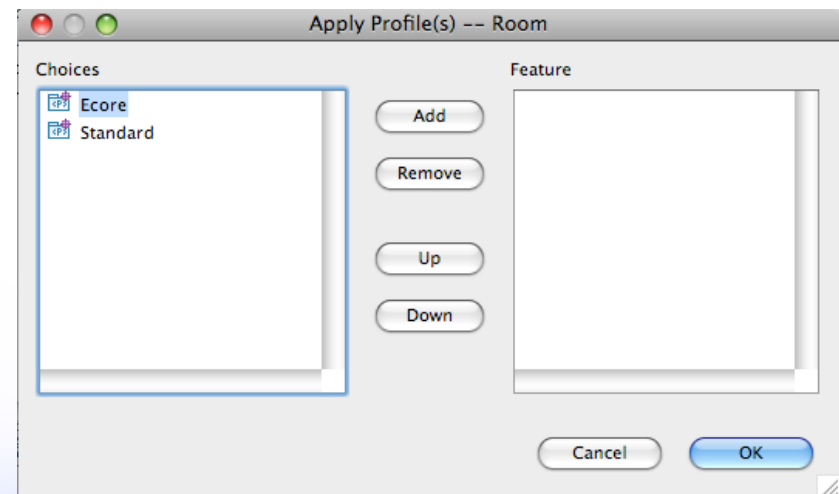 Apply Profile(s) -- Room
Choices
Feature
Ecore
Standard
Add
Remove
Up
Down
Cancel
OK